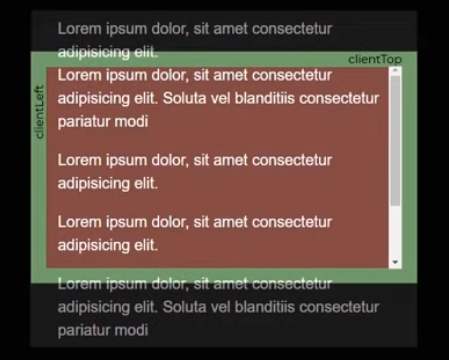 Lorem ipsum dolor, sit amet consectetur
adipisicing elit.
clientTop
clientLeft
Lorem ipsum dolor, sit amet consectetur
adipisicing elit. Soluta vel blanditiis consectetur
pariatur modi
Lorem ipsum dolor, sit amet consectetur
adipisicing elit.
Lorem ipsum dolor, sit amet consectetur
adipisicing elit.
Lorem ipsum dolor, sit amet consectetur
adipisicing elit. Soluta vel blanditiis consectetur
pariatur modi